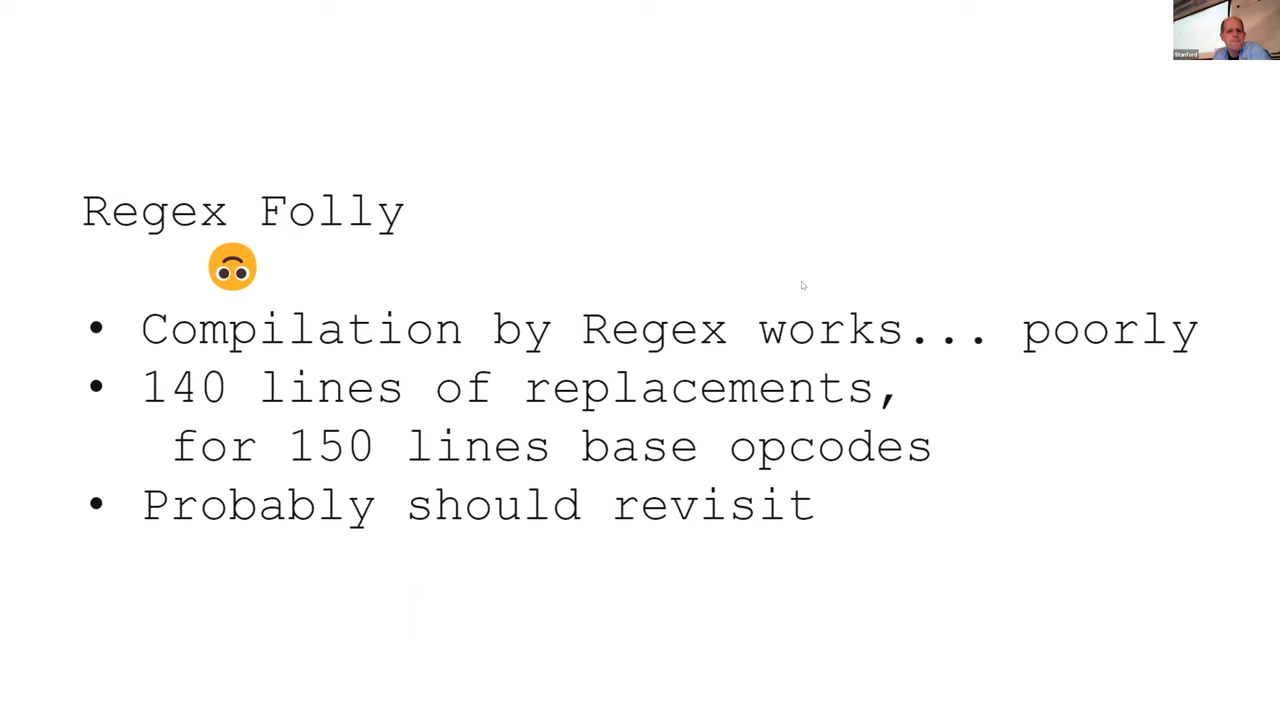 Stanford
Regex Folly
• Compilation by Regex works... poorly
• 140 lines of replacements,
for 150 lines base opcodes
• Probably should revisit